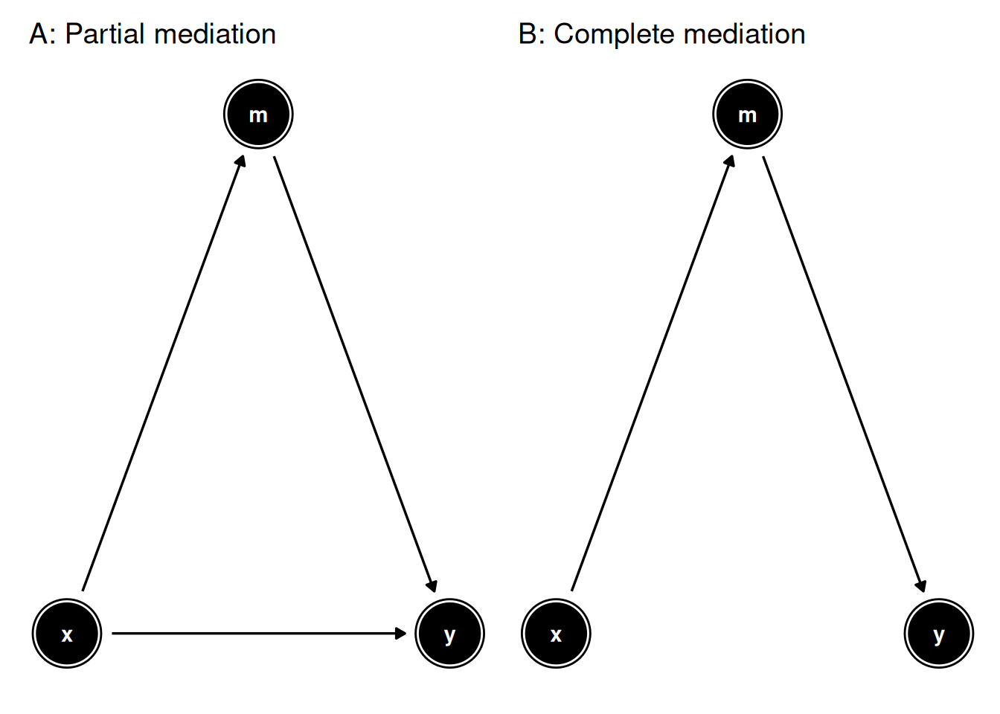 A: Partial mediation
m
x
y
B: Complete mediation
m
x
y